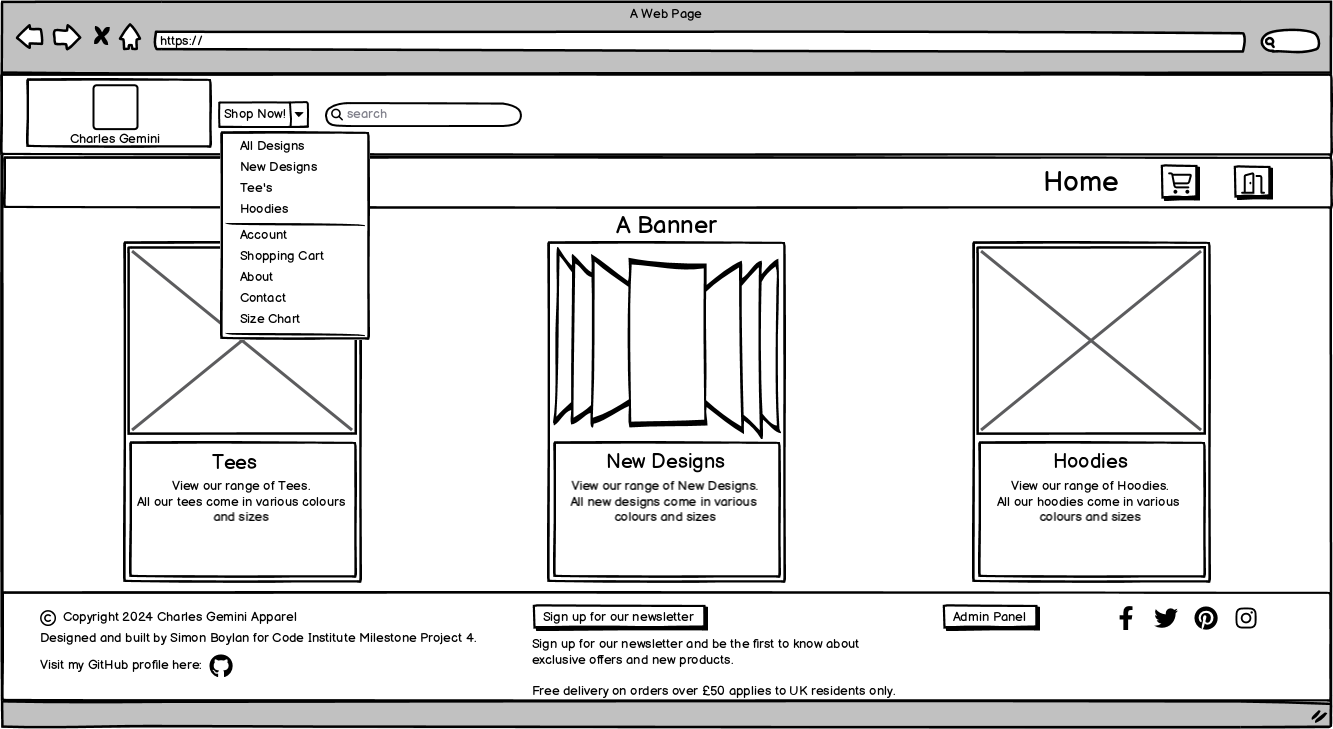 A Web Page
https://
Charles Gemini
Shop Now!
search
All Designs
New Designs
Tee's
Hoodies
Account
Shopping Cart
About
Contact
Size Chart
Home
A Banner
Tees
View our range of Tees.
All our tees come in various colours
and sizes
New Designs
View our range of New Designs.
All new designs come in various
colours and sizes
Hoodies
View our range of Hoodies.
All our hoodies come in various
colours and sizes
© Copyright 2024 Charles Gemini Apparel
Designed and built by Simon Boylan for Code Institute Milestone Project 4.
Visit my GitHub profile here:
Sign up for our newsletter
Sign up for our newsletter and be the first to know about
exclusive offers and new products.
Free delivery on orders over £50 applies to UK residents only.
Admin Panel